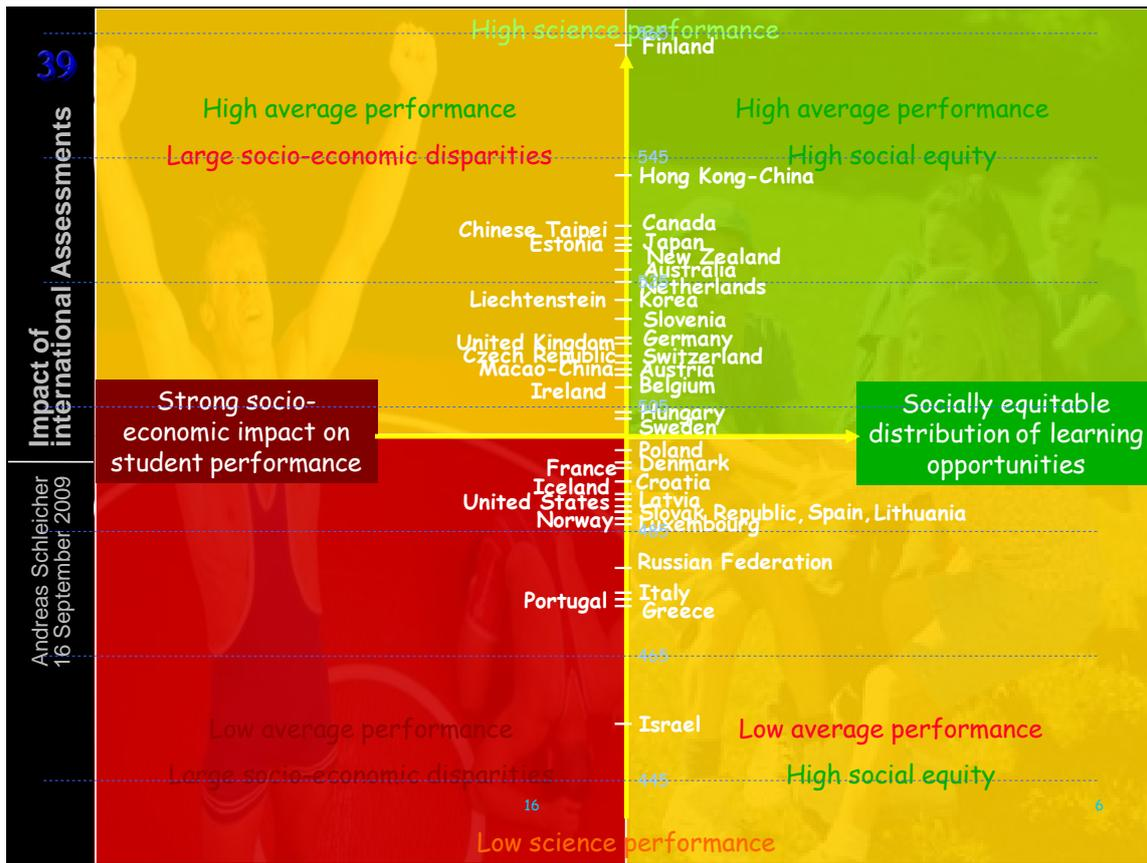 High science performance
39
Impact of
international Assessments
Andreas Schleicher
16 September 2009
565
Finland
High average performance
Large socio-economic disparities
High average performance
High social equity
545
Hong Kong-China
Chinese Taipei
Canada
Estonia
Japan
New Zealand
Australia
525
Netherlands
Liechtenstein
Korea
Slovenia
United Kingdom
Germany
Czech Republic
Switzerland
Macao-China
Austria
Ireland
Belgium
505
Hungary
Sweden
Strong socio-
economic impact on
student performance
Socially equitable
distribution of learning
opportunities
Poland
France
Denmark
Iceland
Croatia
United States
Latvia
Slovak Republic, Spain, Lithuania
Norway
Luxembourg
485
Russian Federation
Italy
Portugal
Greece
465
Israel
Low average performance
Large socio-economic disparities
Low average performance
High social equity
445
16
6
Low science performance